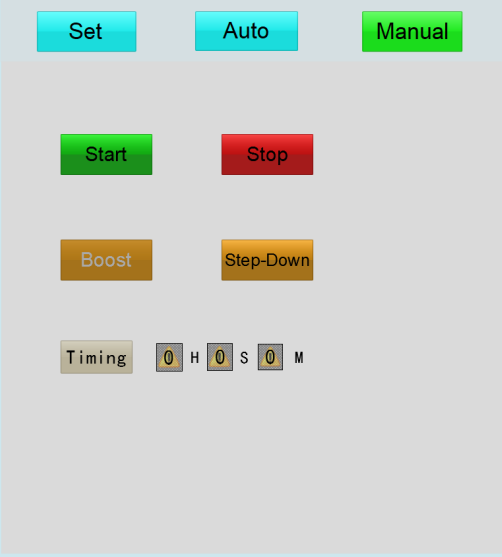 Set Auto Manual
Start Stop
Boost Step-Down
Timing 0 H 0 S 0 M